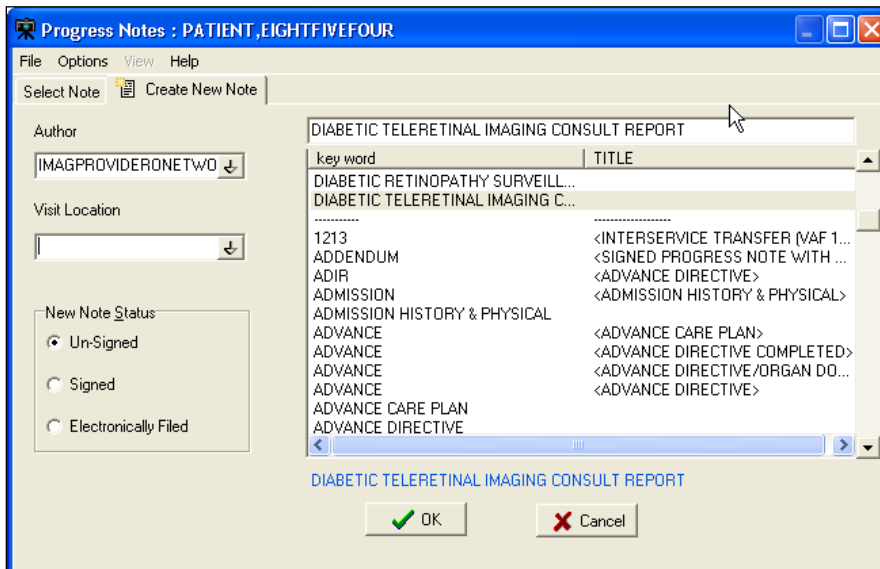 Progress Notes : PATIENT,EIGHTFIVEFOUR
File Options View Help
Select Note Create New Note
Author
IMAGPROVIDERONETWO
Visit Location
New Note Status
Un-Signed
Signed
Electronically Filed
DIABETIC TELERETINAL IMAGING CONSULT REPORT
key word TITLE
DIABETIC RETINOPATHY SURVEILL...
DIABETIC TELERETINAL IMAGING C...
----------- -------------------
1213 <INTERSERVICE TRANSFER (VAF 1...
ADDENDUM <SIGNED PROGRESS NOTE WITH ...
ADIR <ADVANCE DIRECTIVE>
ADMISSION <ADMISSION HISTORY & PHYSICAL>
ADMISSION HISTORY & PHYSICAL
ADVANCE <ADVANCE CARE PLAN>
ADVANCE <ADVANCE DIRECTIVE COMPLETED>
ADVANCE <ADVANCE DIRECTIVE/ORGAN DO...
ADVANCE <ADVANCE DIRECTIVE>
ADVANCE CARE PLAN
ADVANCE DIRECTIVE
DIABETIC TELERETINAL IMAGING CONSULT REPORT
OK Cancel